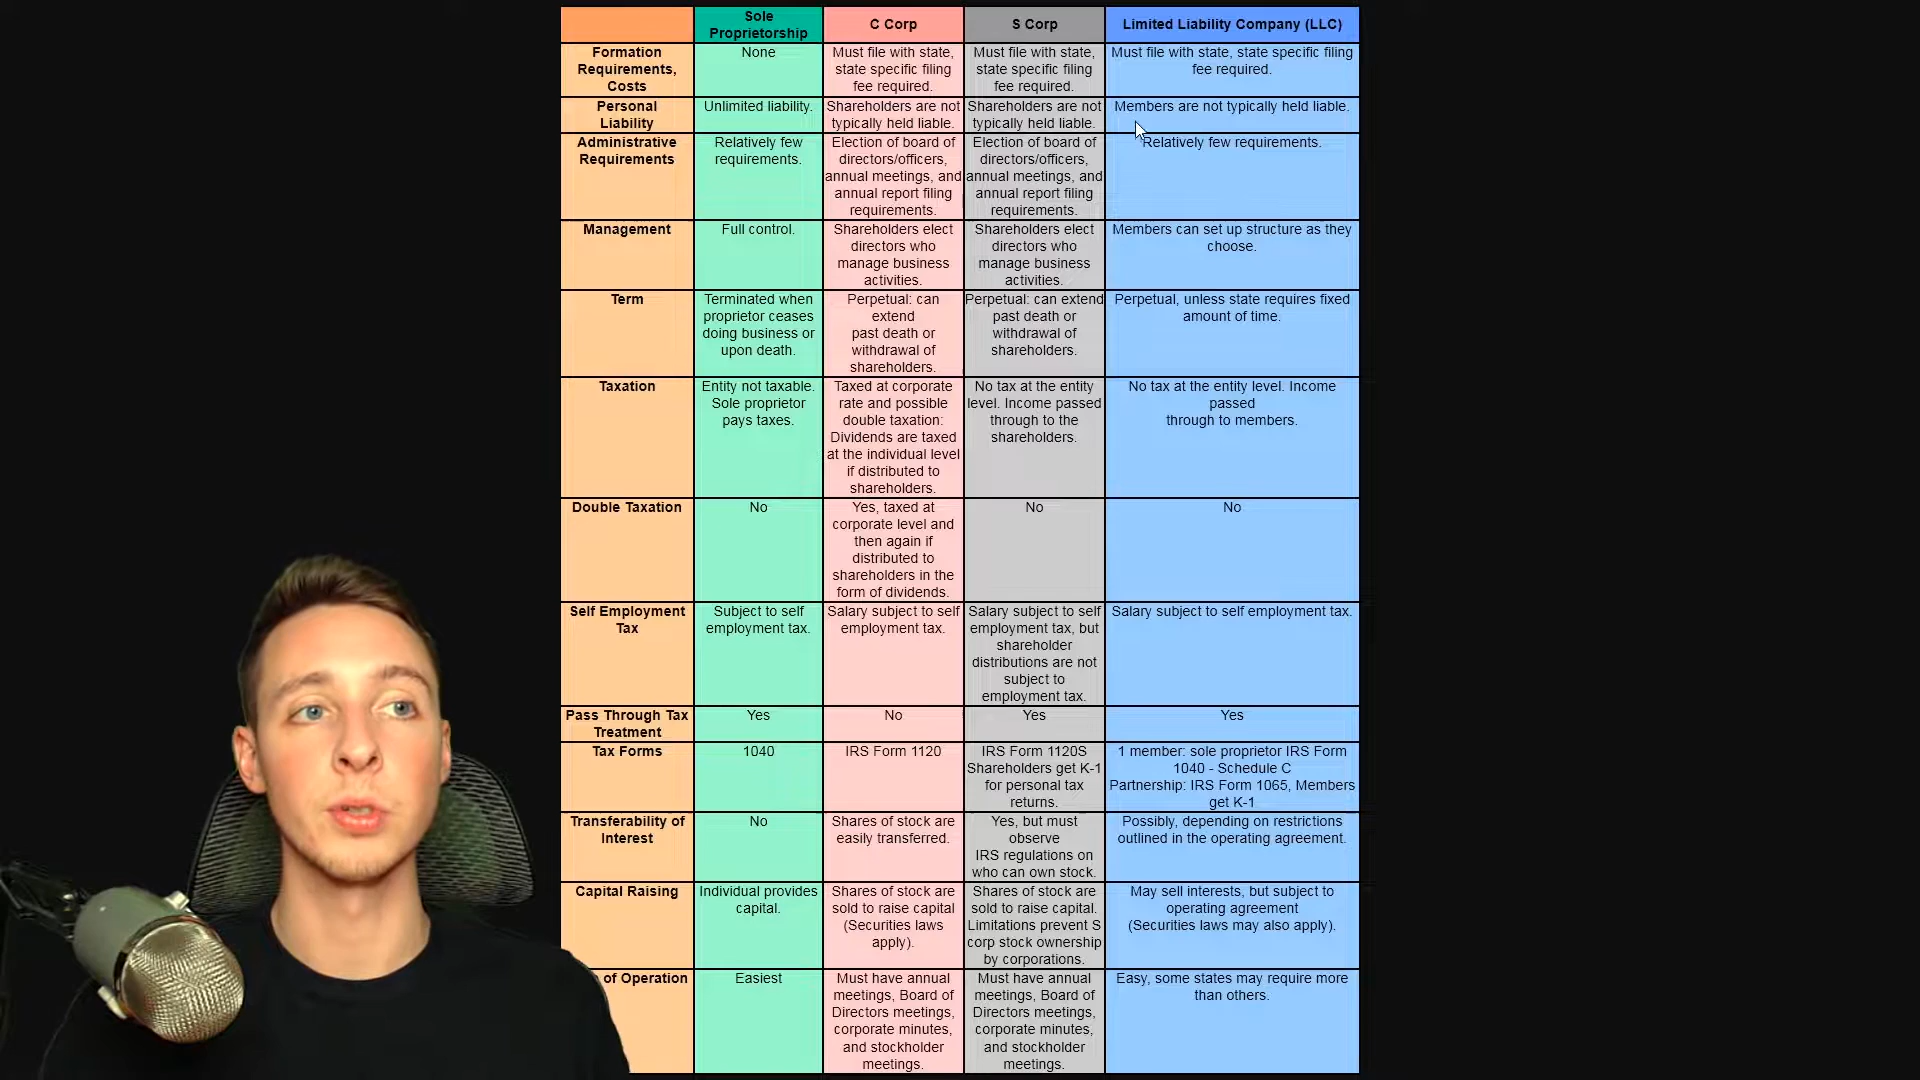 Sole
Proprietorship
C Corp
S Corp
Limited Liability Company (LLC)
Formation
Requirements,
Costs
None
Must file with state,
state specific filing
fee required.
Must file with state,
state specific filing
fee required.
Must file with state, state specific filing
fee required.
Personal
Liability
Unlimited liability.
Shareholders are not
typically held liable.
Shareholders are not
typically held liable.
Members are not typically held liable.
Administrative
Requirements
Relatively few
requirements.
Election of board of
directors/officers,
annual meetings, and
annual report filing
requirements.
Election of board of
directors/officers,
annual meetings, and
annual report filing
requirements.
Relatively few requirements.
Management
Full control.
Shareholders elect
directors who
manage business
activities.
Shareholders elect
directors who
manage business
activities.
Members can set up structure as they
choose.
Term
Terminated when
proprietor ceases
doing business or
upon death.
Perpetual: can
extend
past death or
withdrawal of
shareholders.
Perpetual: can extend
past death or
withdrawal of
shareholders.
Perpetual, unless state requires fixed
amount of time.
Taxation
Entity not taxable.
Sole proprietor
pays taxes.
Taxed at corporate
rate and possible
double taxation:
Dividends are taxed
at the individual level
if distributed to
shareholders.
No tax at the entity
level. Income passed
through to the
shareholders.
No tax at the entity level. Income
passed
through to members.
Double Taxation
No
Yes, taxed at
corporate level and
then again if
distributed to
shareholders in the
form of dividends.
No
No
Self Employment
Tax
Subject to self
employment tax.
Salary subject to self
employment tax.
Salary subject to self
employment tax, but
shareholder
distributions are not
subject to
employment tax.
Salary subject to self employment tax.
Pass Through Tax
Treatment
Yes
No
Yes
Yes
Tax Forms
1040
IRS Form 1120
IRS Form 1120S
Shareholders get K-1
for personal tax
returns.
1 member: sole proprietor IRS Form
1040 - Schedule C
Partnership: IRS Form 1065, Members
get K-1
Transferability of
Interest
No
Shares of stock are
easily transferred.
Yes, but must
observe
IRS regulations on
who can own stock.
Possibly, depending on restrictions
outlined in the operating agreement.
Capital Raising
Individual provides
capital.
Shares of stock are
sold to raise capital
(Securities laws
apply).
Shares of stock are
sold to raise capital.
Limitations prevent S
corp stock ownership
by corporations.
May sell interests, but subject to
operating agreement
(Securities laws may also apply).
of Operation
Easiest
Must have annual
meetings, Board of
Directors meetings,
corporate minutes,
and stockholder
meetings.
Must have annual
meetings, Board of
Directors meetings,
corporate minutes,
and stockholder
meetings.
Easy, some states may require more
than others.